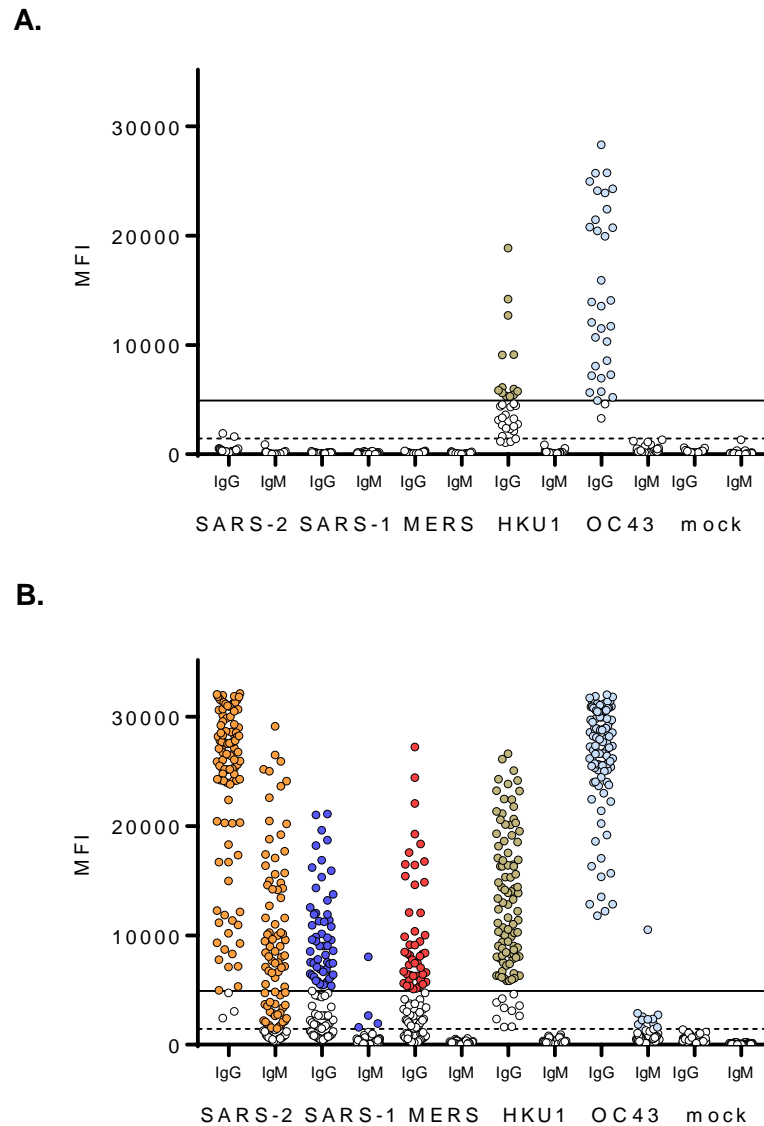 A.
30000
20000
10000
0
MFI
IgG IgM IgG IgM IgG IgM IgG IgM IgG IgM IgG IgM
SARS-2 SARS-1 MERS HKU1 OC43 mock
B.
30000
20000
10000
0
MFI
IgG IgM IgG IgM IgG IgM IgG IgM IgG IgM IgG IgM
SARS-2 SARS-1 MERS HKU1 OC43 mock